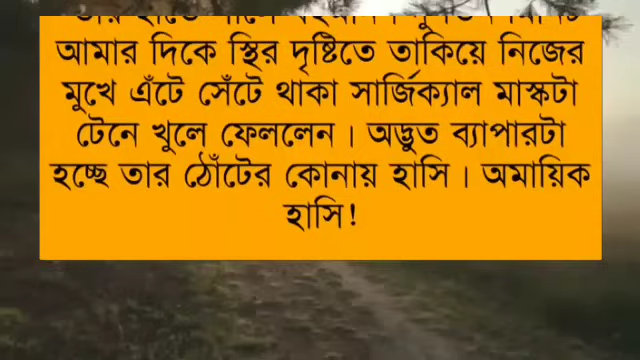 আমার দিকে স্থির দৃষ্টিতে তাকিয়ে নিজের
মুখে এঁটে সেঁটে থাকা সার্জিক্যাল মাস্কটা
টেনে খুলে ফেললেন। অদ্ভুত ব্যাপারটা
হচ্ছে তার ঠোঁটের কোনায় হাসি। অমায়িক
হাসি!